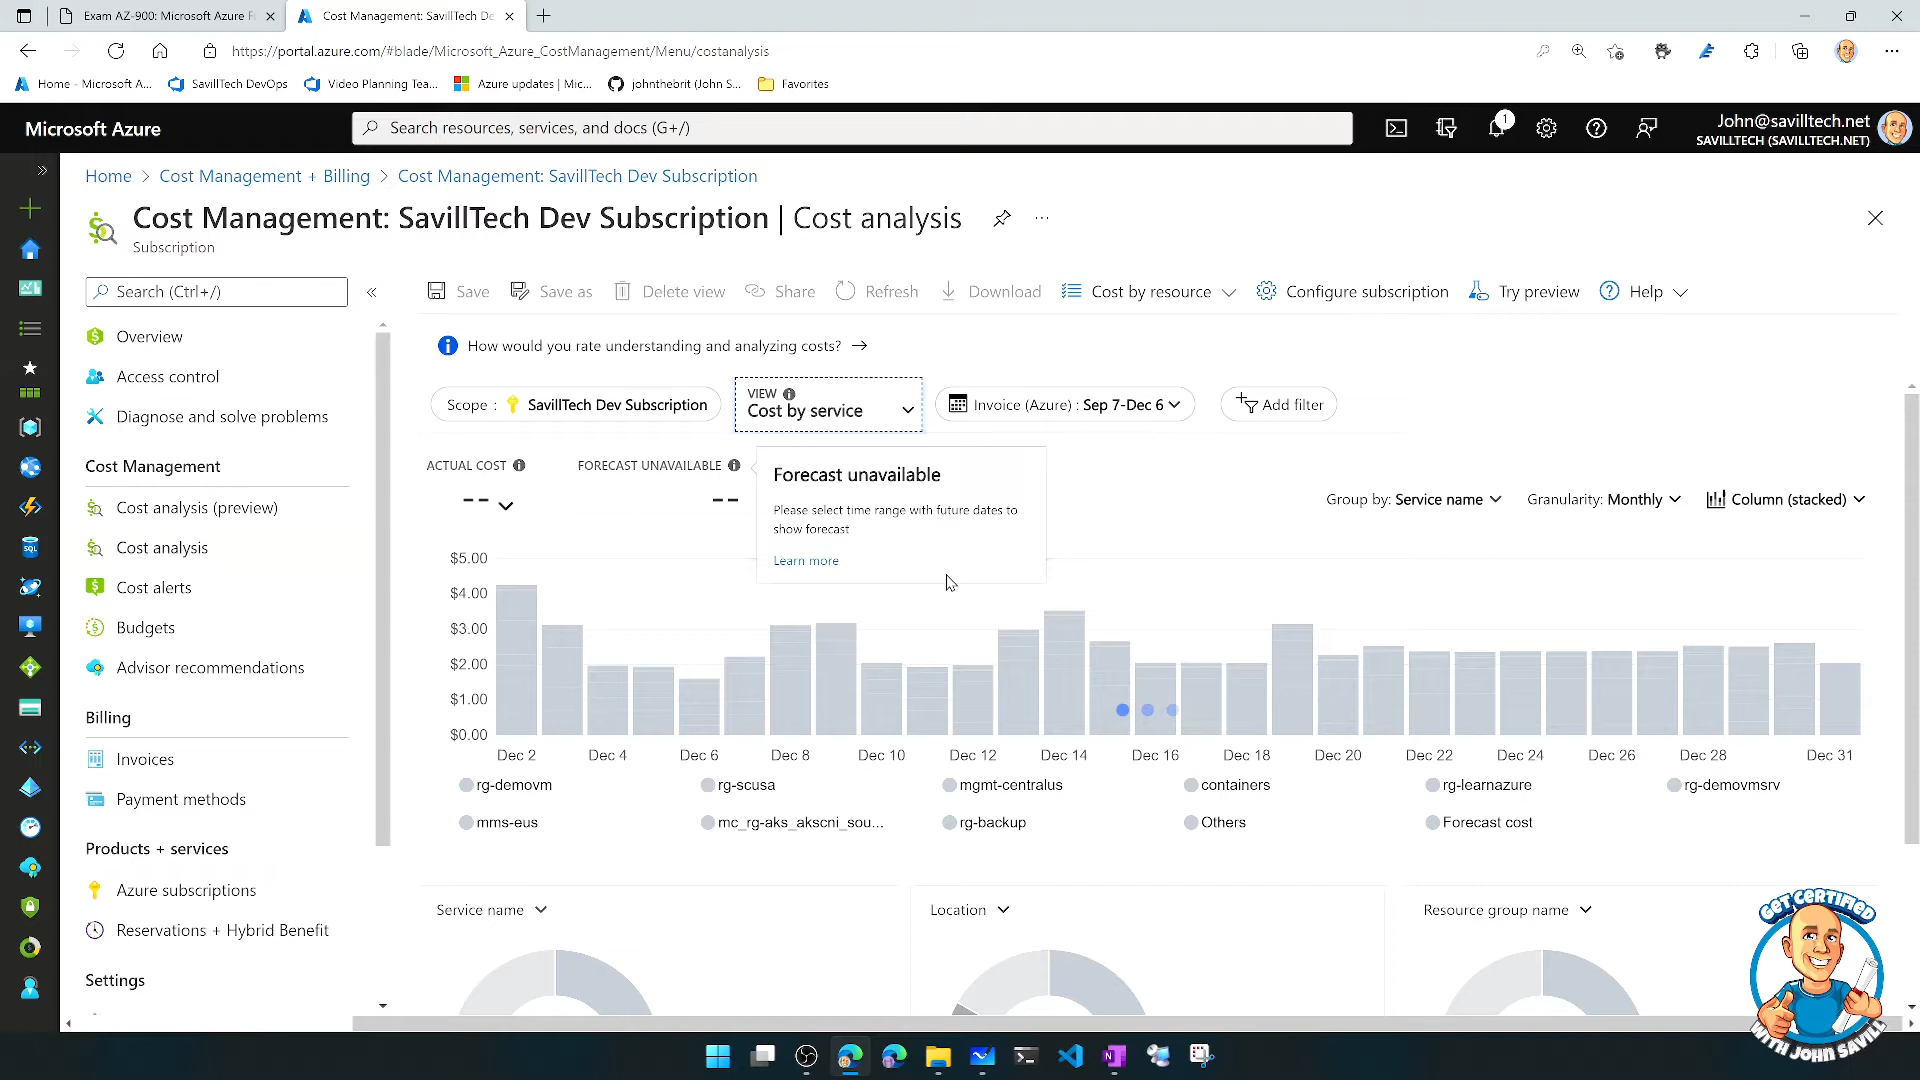 Exam AZ-900: Microsoft Azure F
Cost Management: SavillTech De
https://portal.azure.com/#blade/Microsoft_Azure_CostManagement/Menu/costanalysis
Home - Microsoft A...
SavillTech DevOps
Video Planning Tea...
Azure updates | Mic...
johnthebrit (John S...
Favorites
Microsoft Azure
Search resources, services, and docs (G+/)
1
John@savilltech.net
SAVILLTECH (SAVILLTECH.NET)
Home > Cost Management + Billing > Cost Management: SavillTech Dev Subscription
Cost Management: SavillTech Dev Subscription | Cost analysis
Subscription
Search (Ctrl+/)
Overview
Access control
Diagnose and solve problems
Cost Management
Cost analysis (preview)
Cost analysis
Cost alerts
Budgets
Advisor recommendations
Billing
Invoices
Payment methods
Products + services
Azure subscriptions
Reservations + Hybrid Benefit
Settings
Save
Save as
Delete view
Share
Refresh
Download
Cost by resource
Configure subscription
Try preview
Help
How would you rate understanding and analyzing costs? →
Scope : SavillTech Dev Subscription
VIEW
Cost by service
Invoice (Azure) : Sep 7-Dec 6
Add filter
ACTUAL COST
--
FORECAST UNAVAILABLE
--
Forecast unavailable
Please select time range with future dates to
show forecast
Learn more
Group by: Service name
Granularity: Monthly
Column (stacked)
$5.00
$4.00
$3.00
$2.00
$1.00
$0.00
Dec 2 Dec 4 Dec 6 Dec 8 Dec 10 Dec 12 Dec 14 Dec 16 Dec 18 Dec 20 Dec 22 Dec 24 Dec 26 Dec 28 Dec 31
rg-demovm rg-scusa mgmt-centralus containers rg-learnazure rg-demovmsrv
mms-eus mc_rg-aks_akscni_sou... rg-backup Others Forecast cost
Service name
Location
Resource group name
GET CERTIFIED
WITH JOHN SAVILL